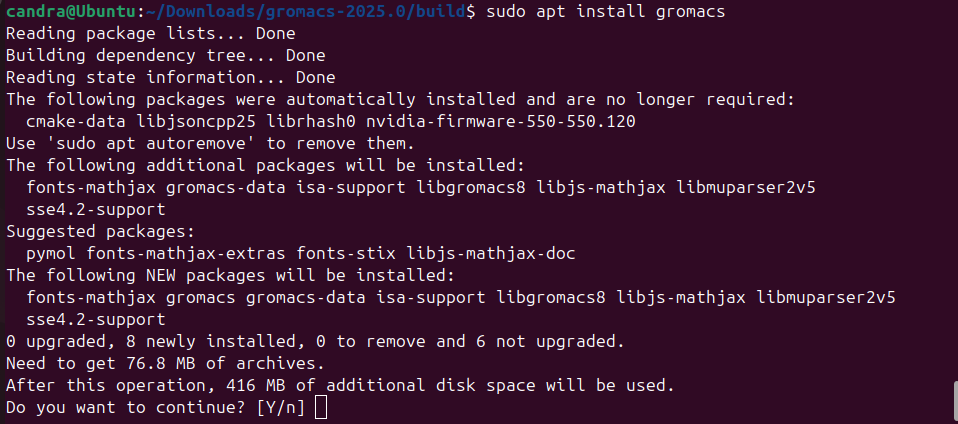 candra@Ubuntu:~/Downloads/gromacs-2025.0/build$ sudo apt install gromacs
Reading package lists... Done
Building dependency tree... Done
Reading state information... Done
The following packages were automatically installed and are no longer required:
  cmake-data libjsoncpp25 librhash0 nvidia-firmware-550-550.120
Use 'sudo apt autoremove' to remove them.
The following additional packages will be installed:
  fonts-mathjax gromacs-data isa-support libgromacs8 libjs-mathjax libmuparser2v5
  sse4.2-support
Suggested packages:
  pymol fonts-mathjax-extras fonts-stix libjs-mathjax-doc
The following NEW packages will be installed:
  fonts-mathjax gromacs gromacs-data isa-support libgromacs8 libjs-mathjax libmuparser2v5
  sse4.2-support
0 upgraded, 8 newly installed, 0 to remove and 6 not upgraded.
Need to get 76.8 MB of archives.
After this operation, 416 MB of additional disk space will be used.
Do you want to continue? [Y/n]